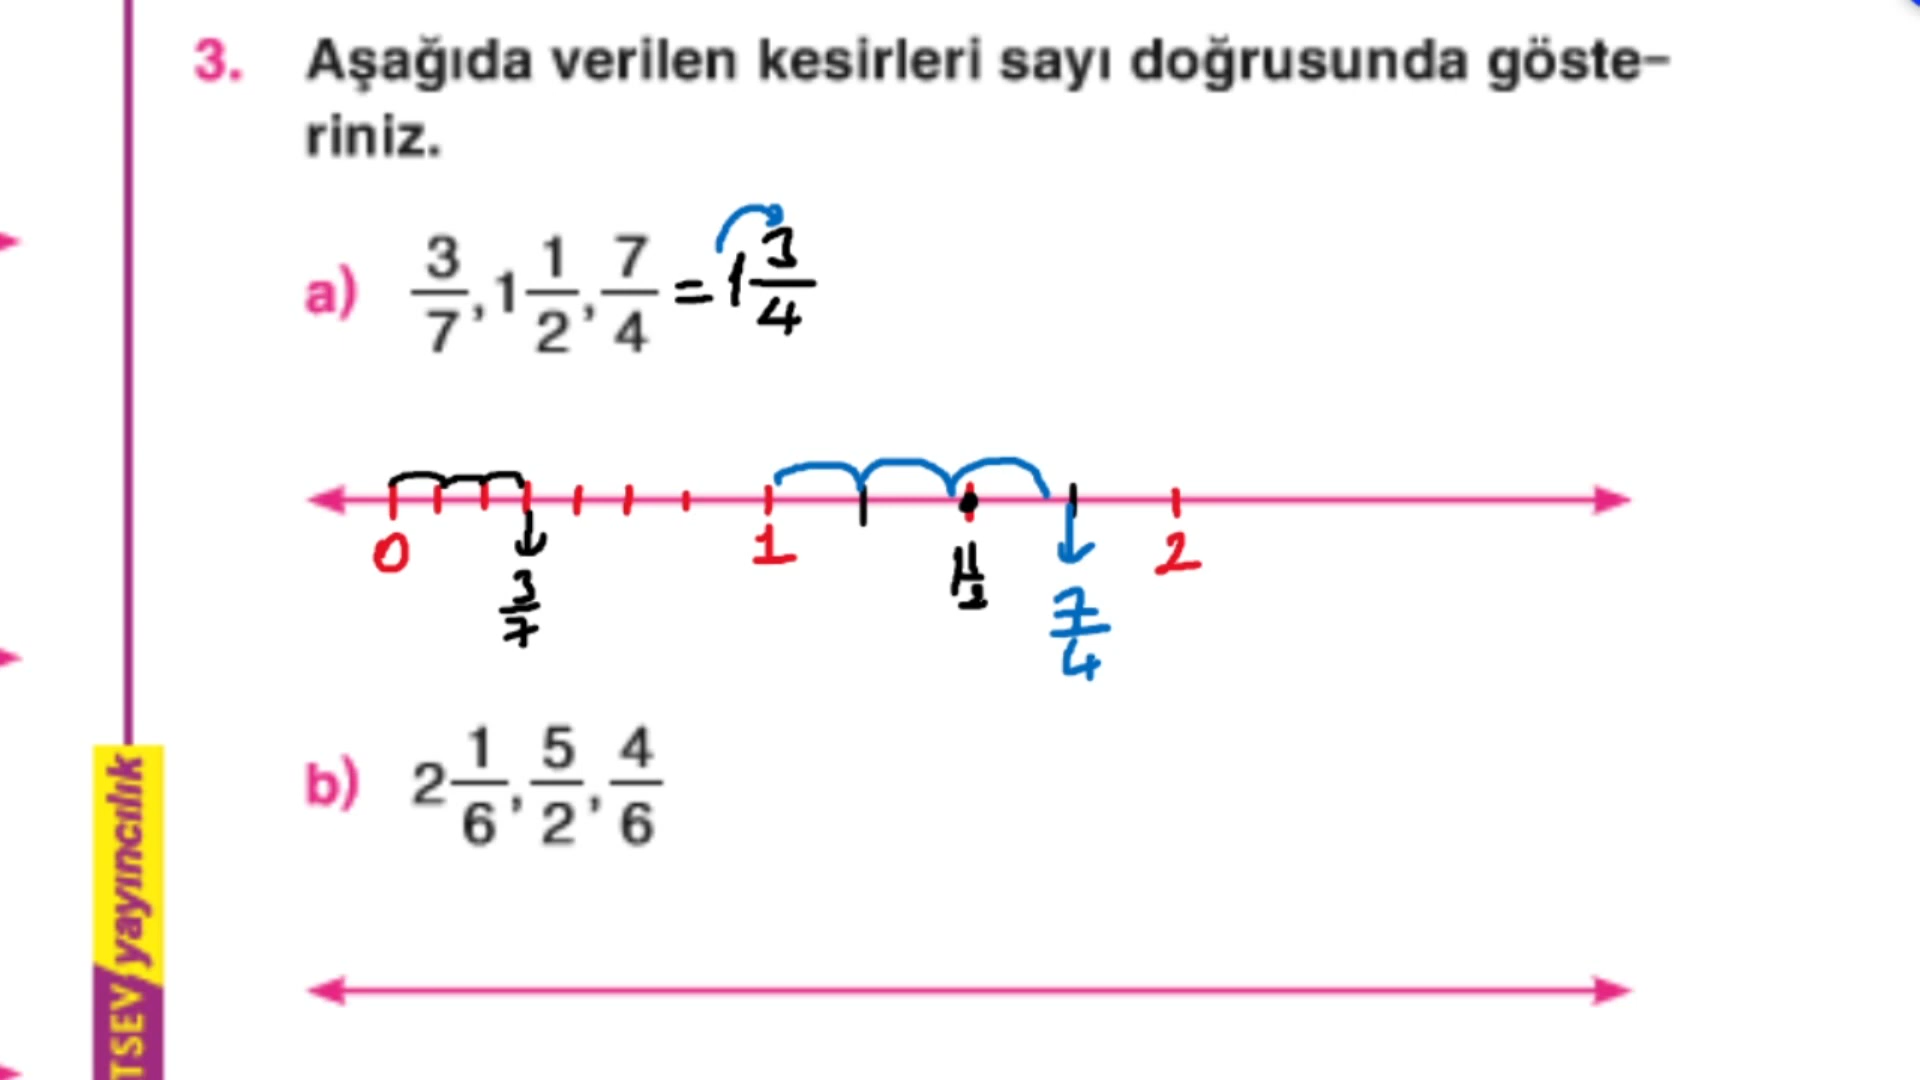 3. Aşağıda verilen kesirleri sayı doğrusunda göste-
riniz.
a) 3/7, 1 1/2, 7/4 = 1 3/4
0 1 2
3/7 1 1/2 7/4
b) 2 1/6, 5/2, 4/6
TSEV yayıncılık